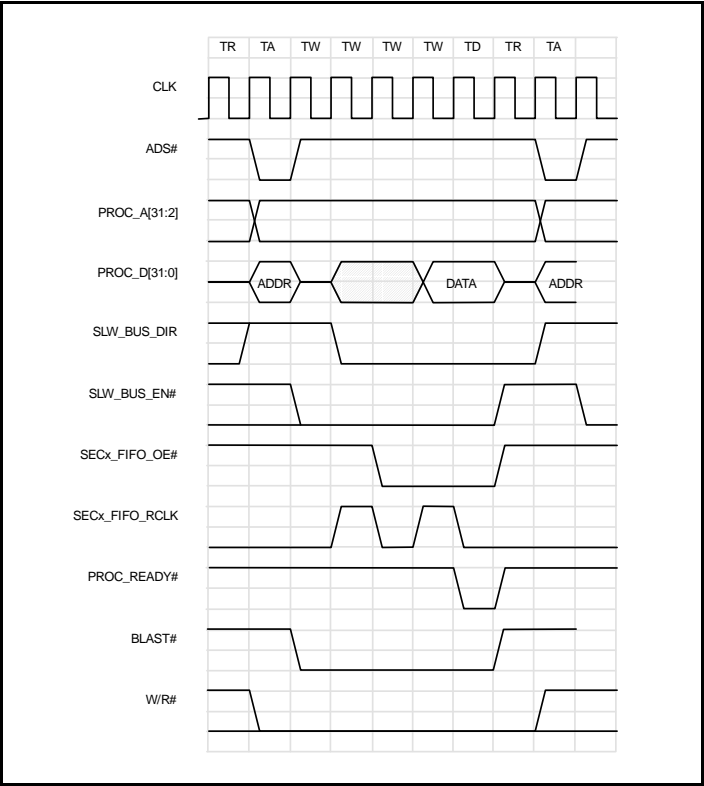 TR TA TW TW TW TW TD TR TA
CLK
ADS#
PROC_A[31:2]
PROC_D[31:0]
ADDR DATA ADDR
SLW_BUS_DIR
SLW_BUS_EN#
SECx_FIFO_OE#
SECx_FIFO_RCLK
PROC_READY#
BLAST#
W/R#